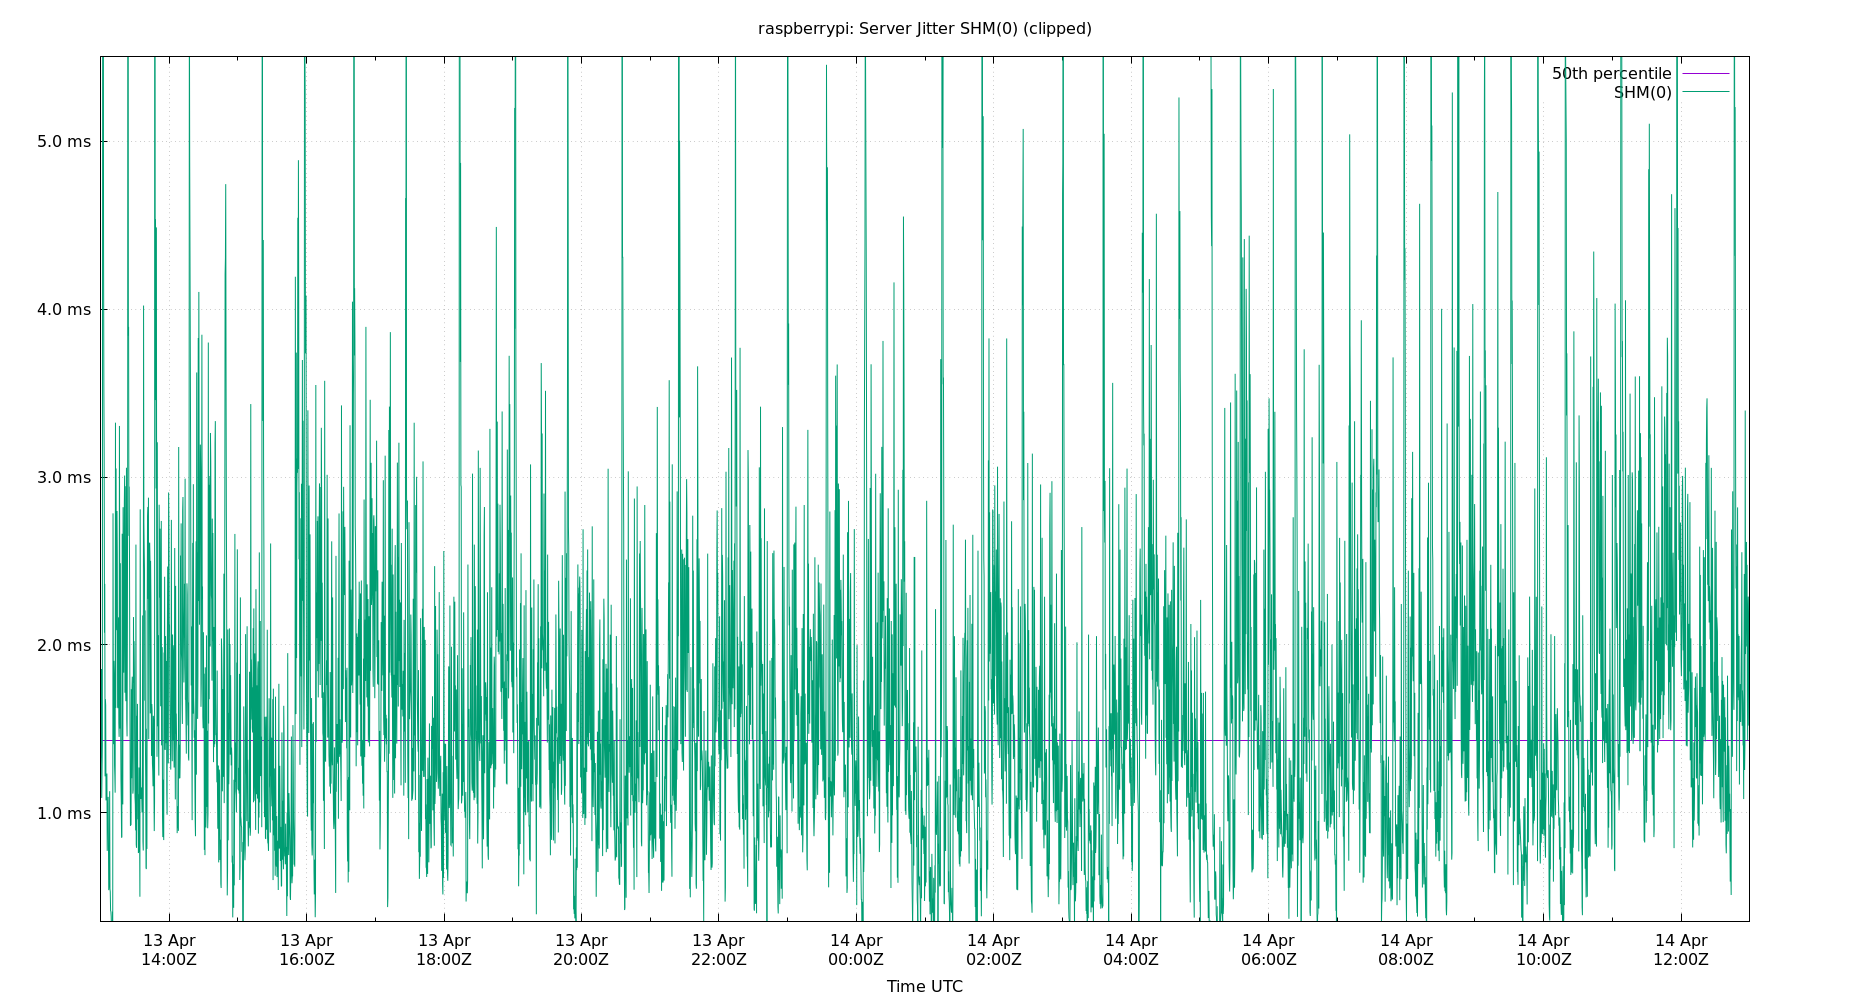 raspberrypi: Server Jitter SHM(0) (clipped)
50th percentile
SHM(0)
5.0 ms
4.0 ms
3.0 ms
2.0 ms
1.0 ms
13 Apr 13 Apr 13 Apr 13 Apr 13 Apr 14 Apr 14 Apr 14 Apr 14 Apr 14 Apr 14 Apr 14 Apr
14:00Z 16:00Z 18:00Z 20:00Z 22:00Z 00:00Z 02:00Z 04:00Z 06:00Z 08:00Z 10:00Z 12:00Z
Time UTC